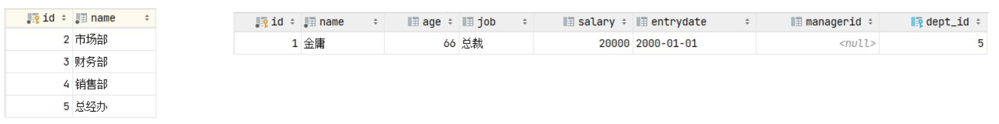 id name
2 市场部
3 财务部
4 销售部
5 总经办
id name age job salary entrydate managerid dept_id
1 金庸 66 总裁 20000 2000-01-01 <null> 5